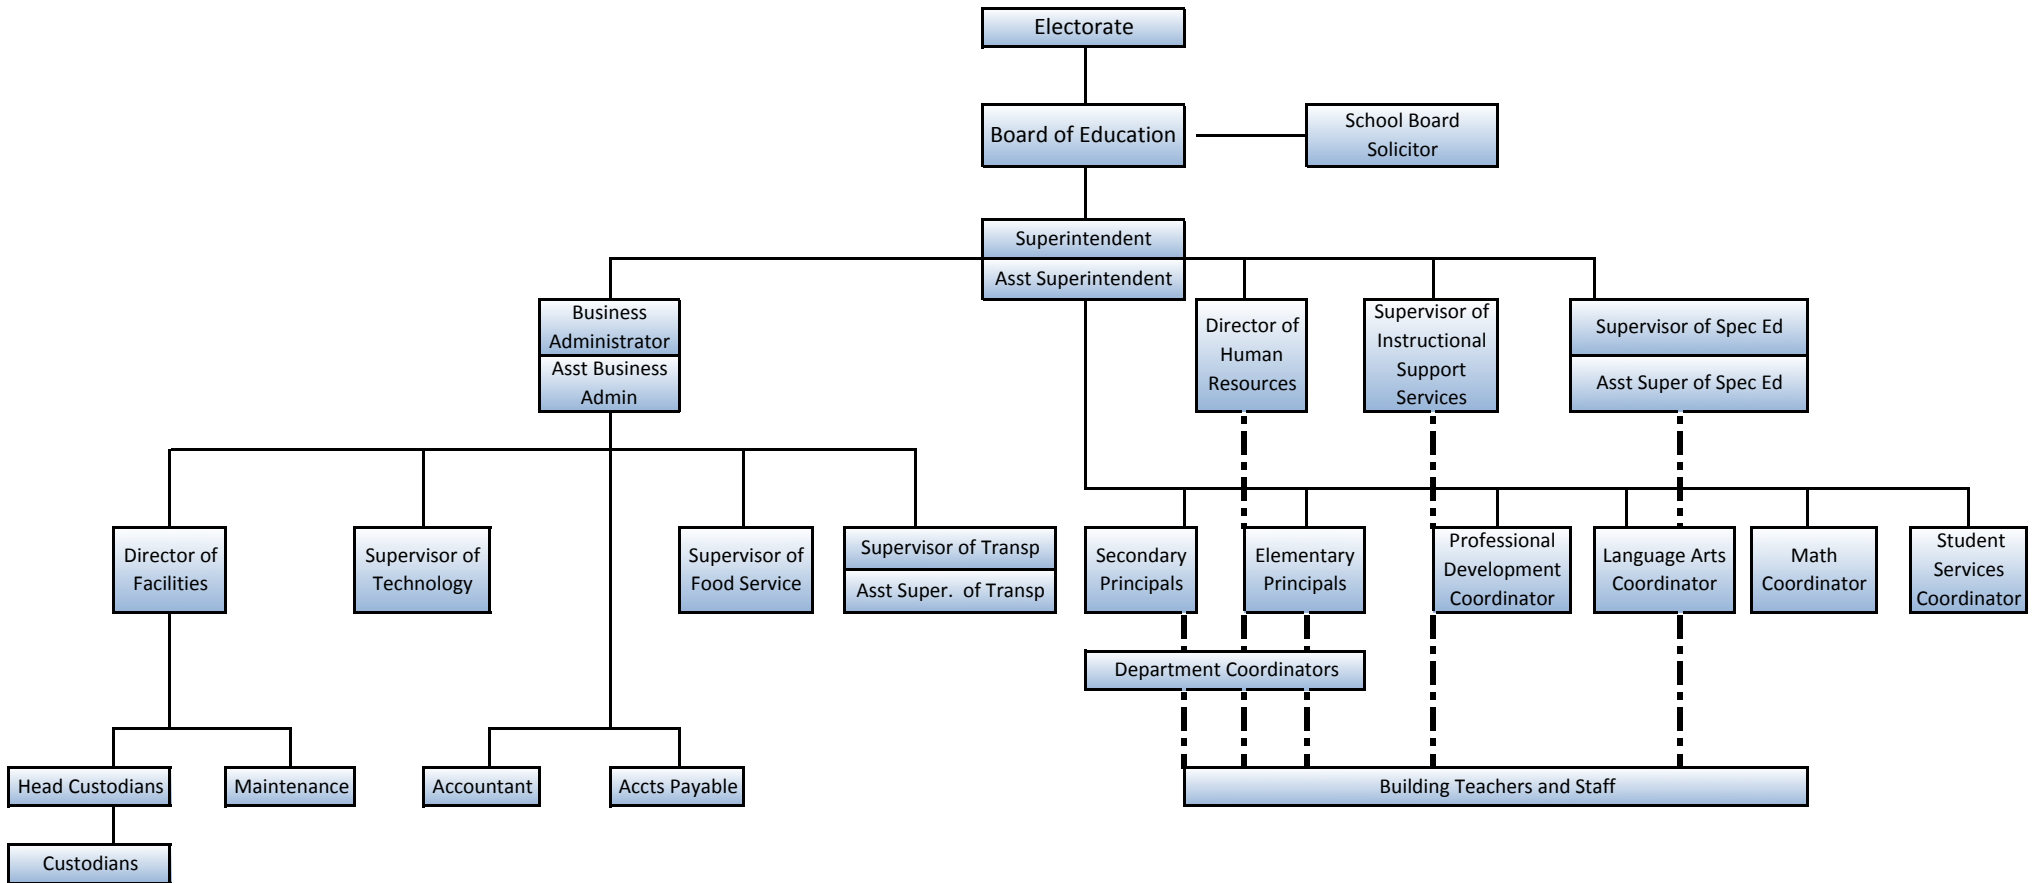 Electorate
Board of Education
School Board
Solicitor
Superintendent
Asst Superintendent
Business
Administrator
Asst Business
Admin
Director of
Human
Resources
Supervisor of
Instructional
Support
Services
Supervisor of Spec Ed
Asst Super of Spec Ed
Director of
Facilities
Supervisor of
Technology
Supervisor of
Food Service
Supervisor of Transp
Asst Super.  of Transp
Secondary
Principals
Elementary
Principals
Professional
Development
Coordinator
Language Arts
Coordinator
Math
Coordinator
Student
Services
Coordinator
Department Coordinators
Head Custodians
Maintenance
Accountant
Accts Payable
Building Teachers and Staff
Custodians